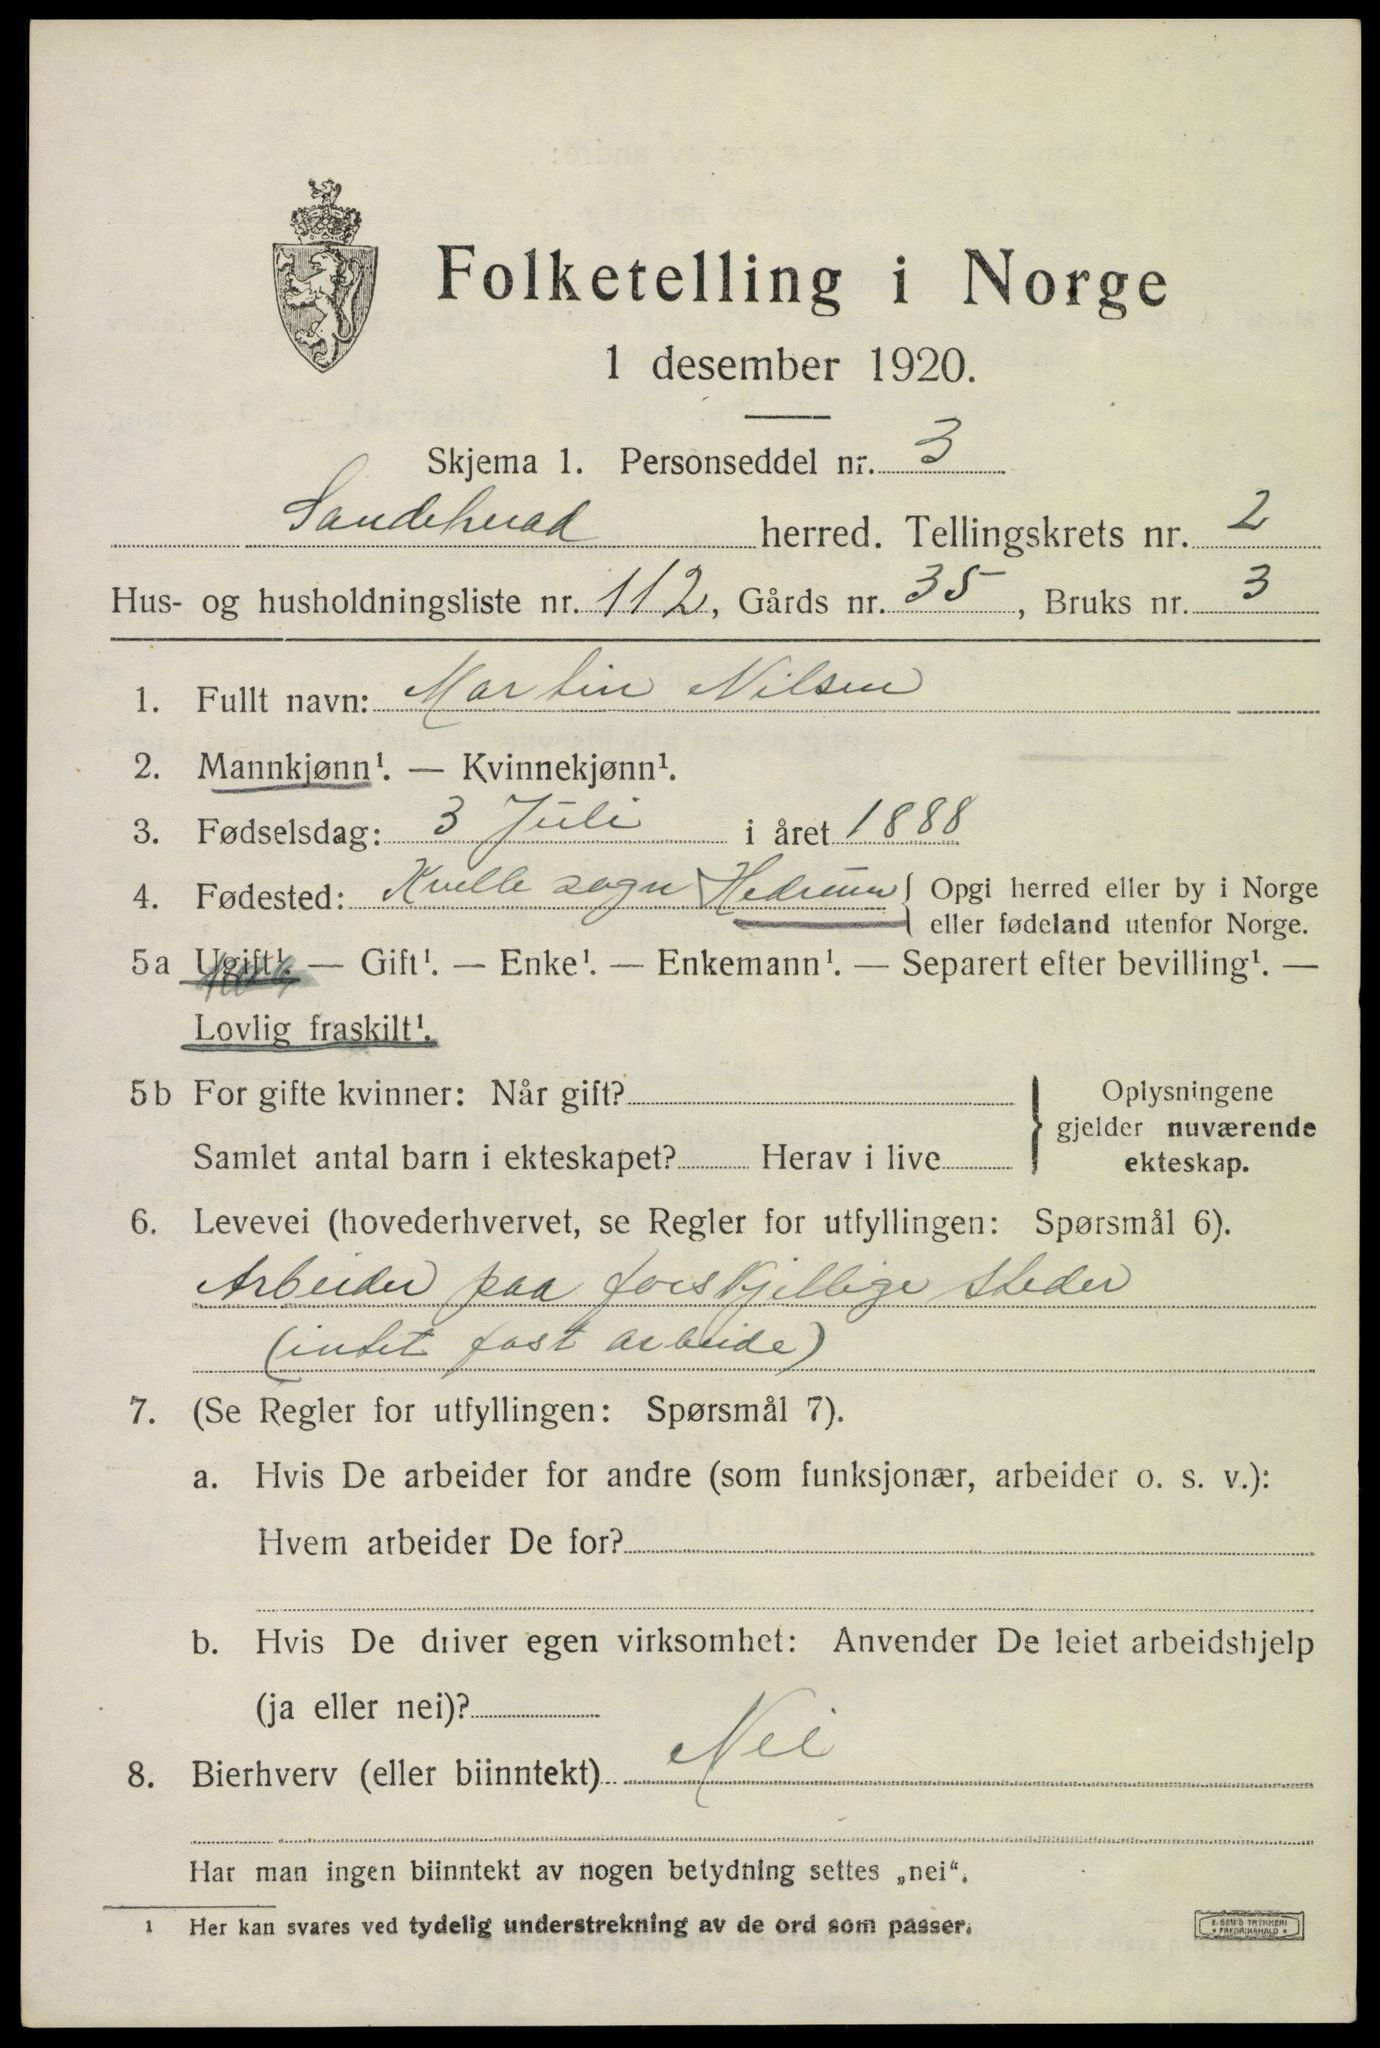 Folketelling i Norge
1 desember 1920.
Skjema 1. Personseddel nr. 3
Sandeherad herred. Tellingskrets nr. 2
Hus- og husholdningsliste nr. 112, Gårds nr. 35, Bruks nr. 3
1. Fullt navn: Martin Nilsen
2. Mannkjønn¹. — Kvinnekjønn¹.
3. Fødselsdag: 3 Juli i året 1888
4. Fødested: Kvelle sogn Hedrum { Opgi herred eller by i Norge
eller fødeland utenfor Norge.
5a Ugift¹. — Gift¹. — Enke¹. — Enkemann¹. — Separert efter bevilling¹. —
Lovlig fraskilt¹.
5b For gifte kvinner: Når gift? } Oplysningene
gjelder nuværende
Samlet antal barn i ekteskapet? Herav i live ekteskap.
6. Levevei (hovederhvervet, se Regler for utfyllingen: Spørsmål 6).
Arbeider paa forskjellige steder
(intet fast arbeide)
7. (Se Regler for utfyllingen: Spørsmål 7).
a. Hvis De arbeider for andre (som funksjonær, arbeider o. s. v.):
Hvem arbeider De for?
b. Hvis De driver egen virksomhet: Anvender De leiet arbeidshjelp
(ja eller nei)?
8. Bierhverv (eller biinntekt) Nei
Har man ingen biinntekt av nogen betydning settes „nei“.
1 Her kan svares ved tydelig understrekning av de ord som passer.
E. SEM'S TRYKKERI
• FREDRIKSHALD •